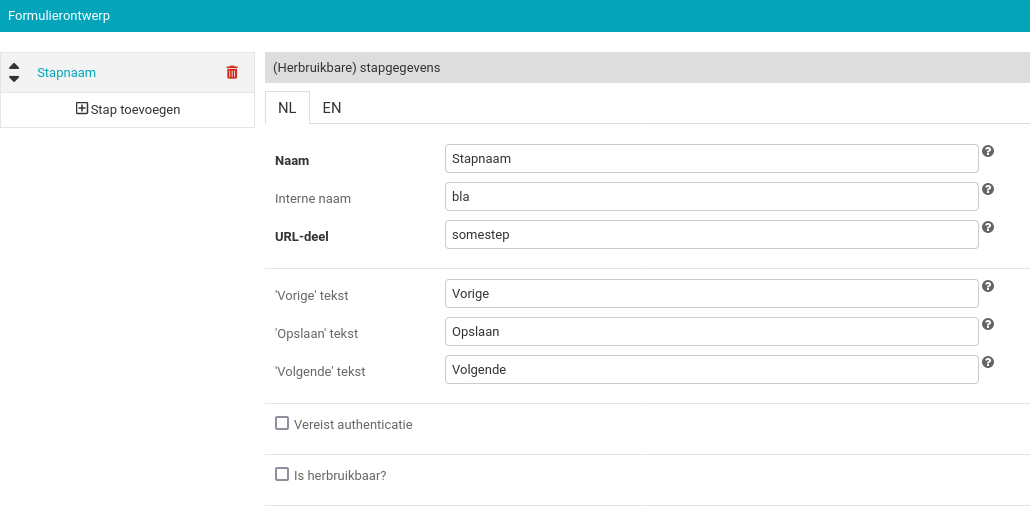 Formulierontwerp
Stapnaam
Stap toevoegen
(Herbruikbare) stapgegevens
NL EN
Naam Stapnaam
Interne naam bla
URL-deel somestep
'Vorige' tekst Vorige
'Opslaan' tekst Opslaan
'Volgende' tekst Volgende
Vereist authenticatie
Is herbruikbaar?